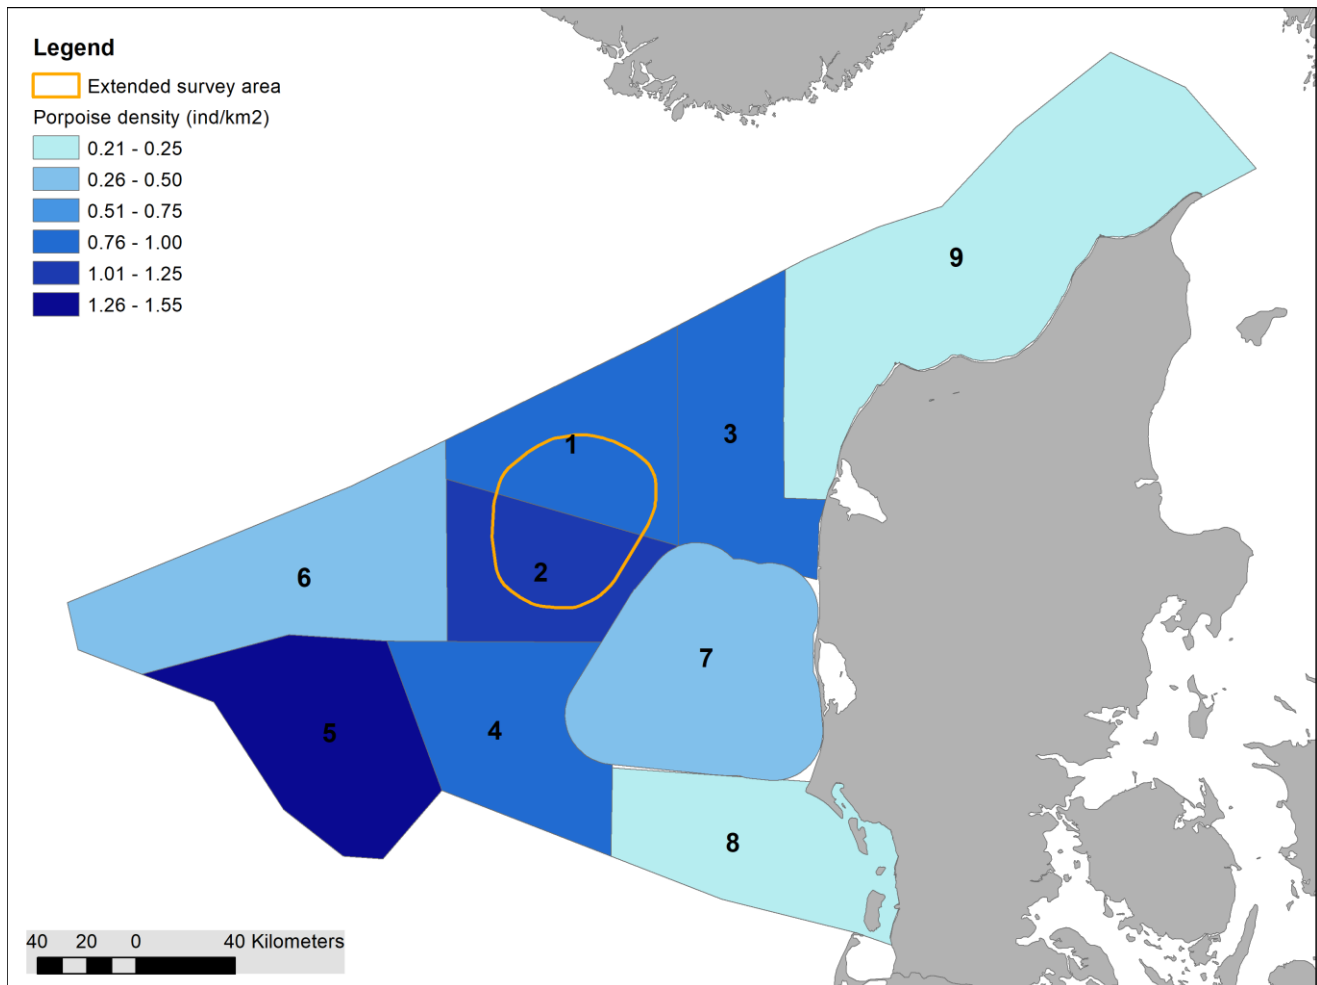 Legend
Extended survey area
Porpoise density (ind/km2)
0.21 - 0.25
0.26 - 0.50
0.51 - 0.75
0.76 - 1.00
1.01 - 1.25
1.26 - 1.55
9
3
1
2
6
7
5
4
8
40 20 0 40 Kilometers